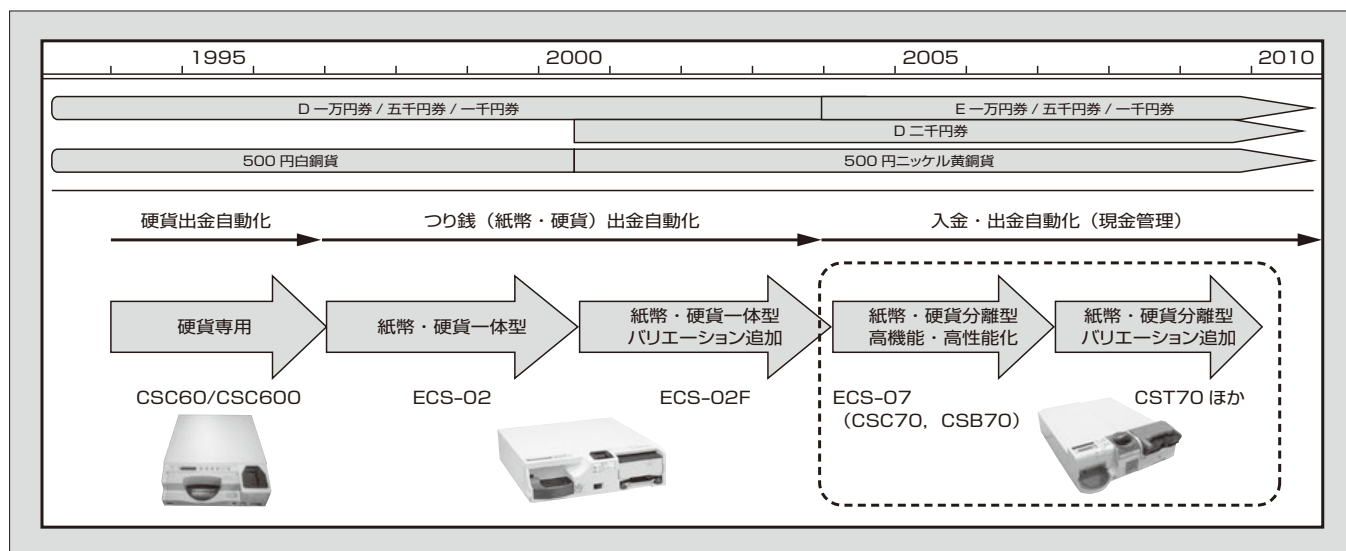 1995 2000 2005 2010
D 一万円券 / 五千円券 / 一千円券
E 一万円券 / 五千円券 / 一千円券
D 二千円券
500 円白銅貨
500 円ニッケル黄銅貨
硬貨出金自動化
つり銭(紙幣・硬貨)出金自動化
入金・出金自動化(現金管理)
硬貨専用
紙幣・硬貨一体型
紙幣・硬貨一体型
バリエーション追加
紙幣・硬貨分離型
高機能・高性能化
紙幣・硬貨分離型
バリエーション追加
CSC60/CSC600
ECS-02
ECS-02F
ECS-07
(CSC70,CSB70)
CST70 ほか